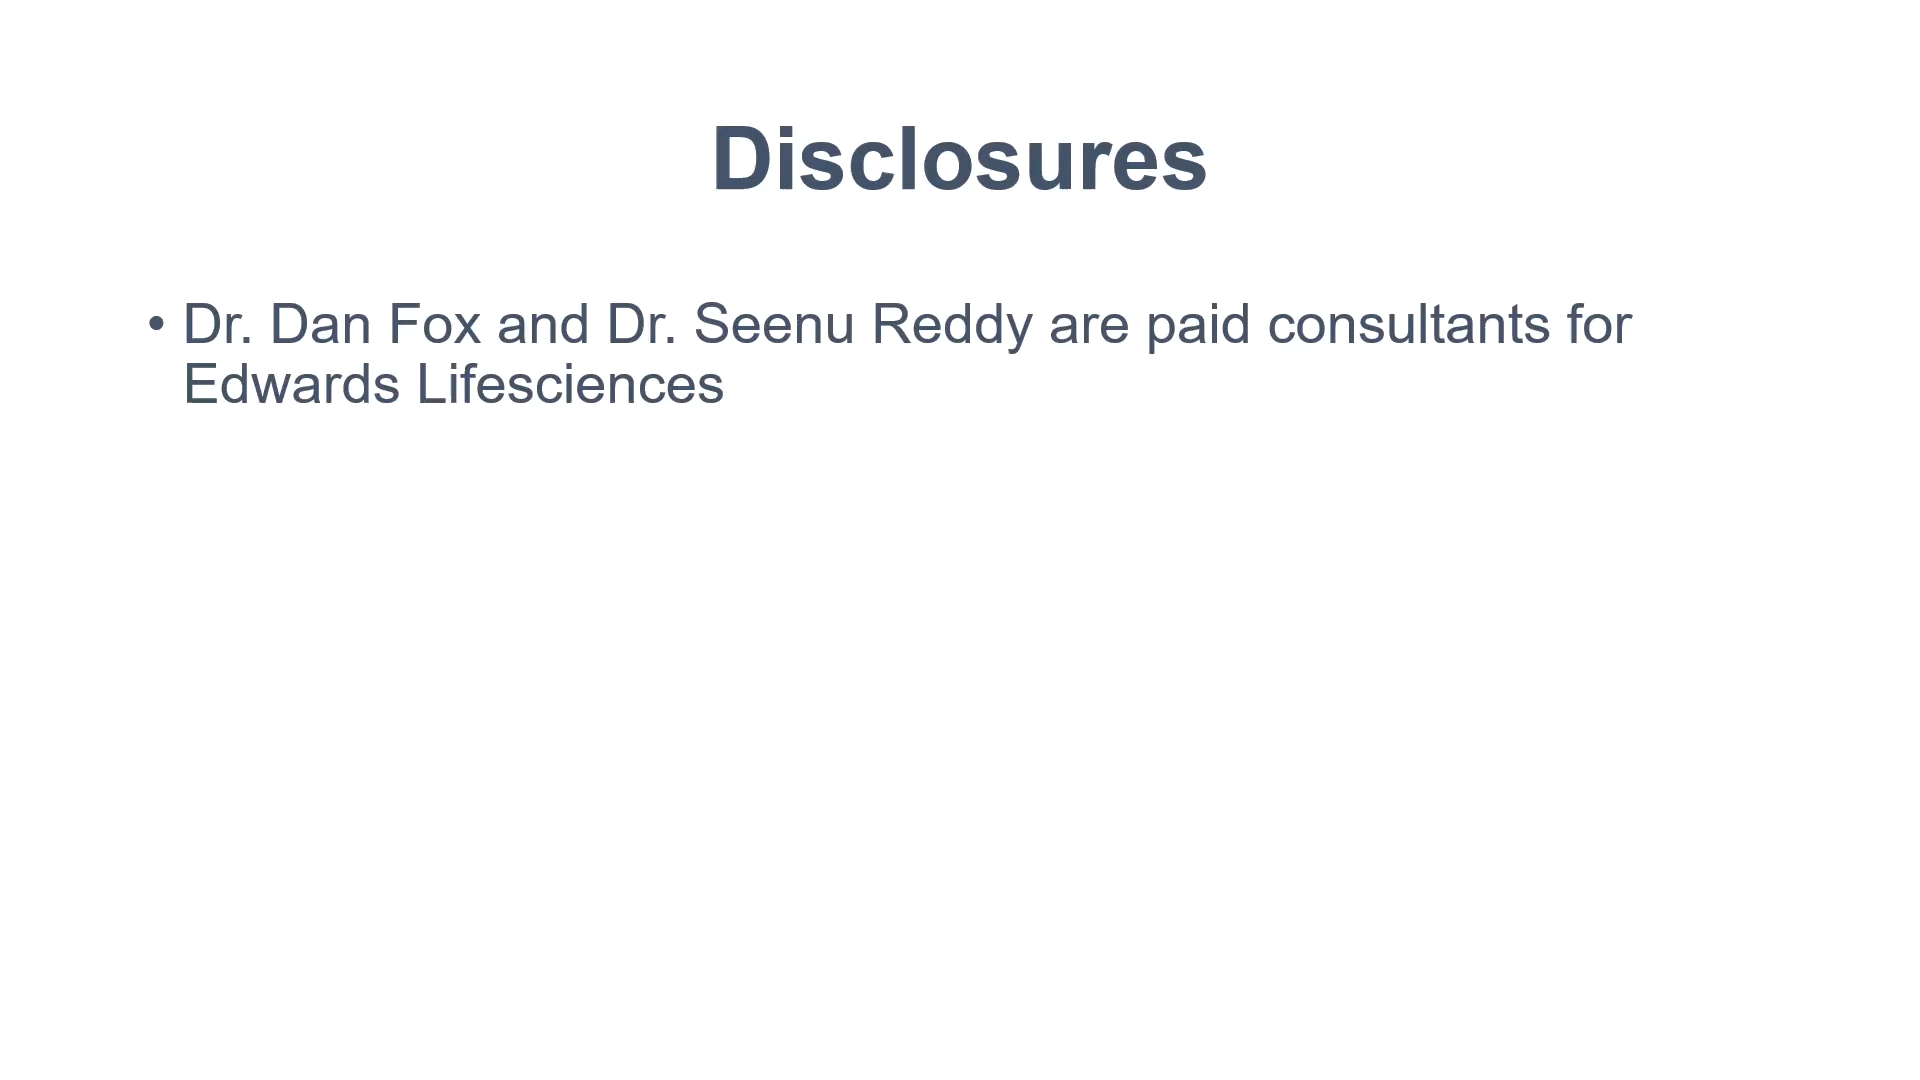 Disclosures
• Dr. Dan Fox and Dr. Seenu Reddy are paid consultants for
Edwards Lifesciences